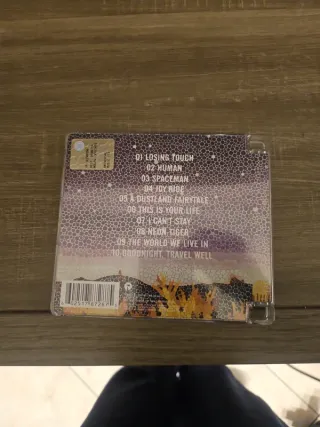 01 LOSING TOUCH
02 HUMAN
03 SPACEMAN
04 JOY RIDE
05 A DUSTLAND FAIRYTALE
06 THIS IS YOUR LIFE
07 I CAN'T STAY
08 NEON TIGER
09 THE WORLD WE LIVE IN
10 GOODNIGHT, TRAVEL WELL